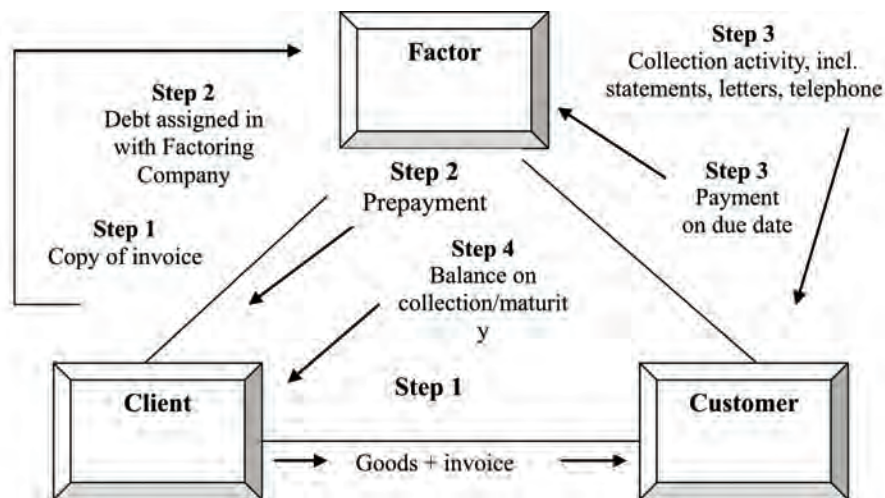 Factor
Step 3
Collection activity, incl.
statements, letters, telephone
Step 2
Debt assigned in
with Factoring
Company
Step 2
Prepayment
Step 3
Payment
on due date
Step 1
Copy of invoice
Step 4
Balance on
collection/maturit
y
Client
Step 1
Customer
Goods + invoice